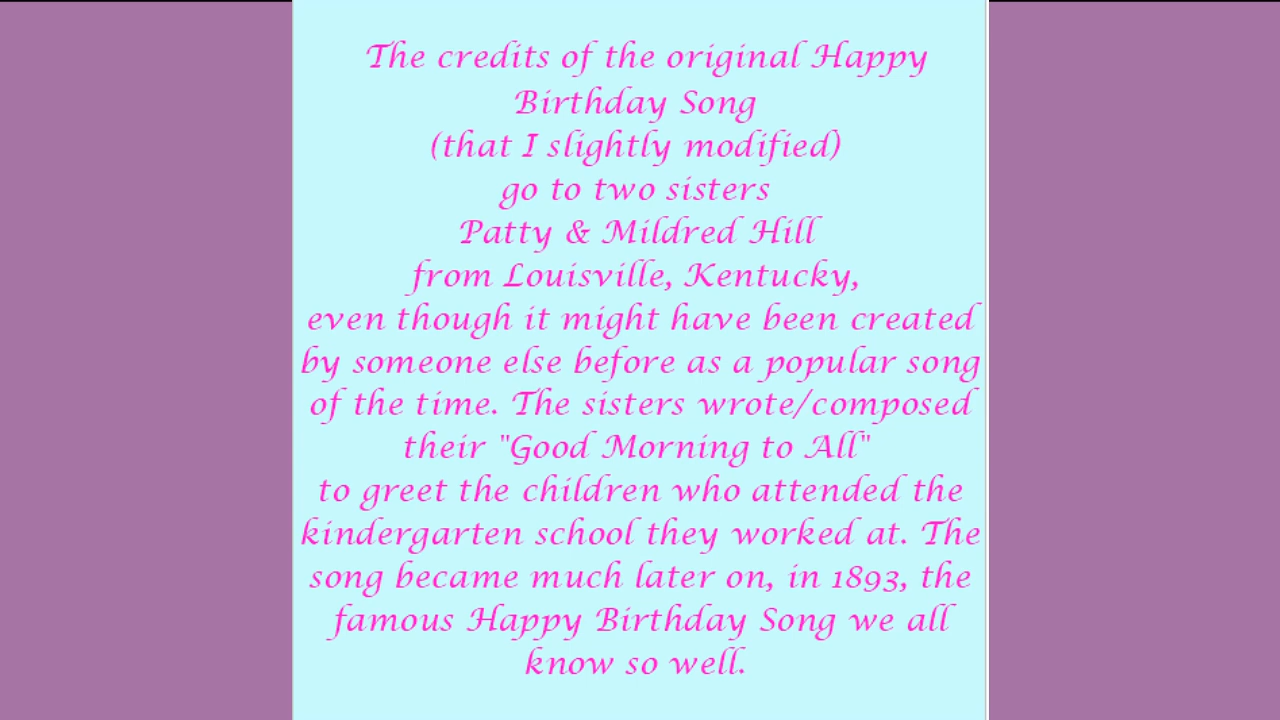 The credits of the original Happy
Birthday Song
(that I slightly modified)
go to two sisters
Patty & Mildred Hill
from Louisville, Kentucky,
even though it might have been created
by someone else before as a popular song
of the time. The sisters wrote/composed
their "Good Morning to All"
to greet the children who attended the
kindergarten school they worked at. The
song became much later on, in 1893, the
famous Happy Birthday Song we all
know so well.